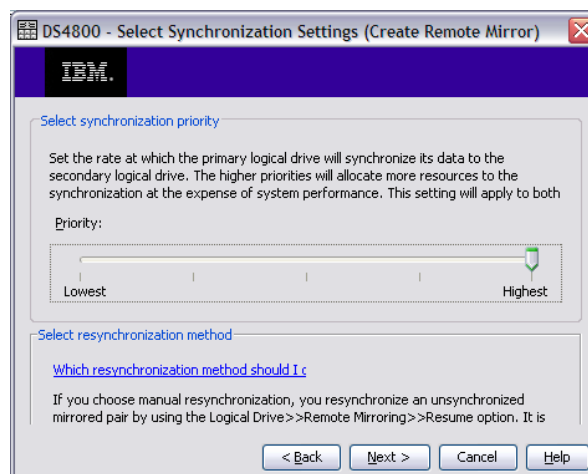 DS4800 - Select Synchronization Settings (Create Remote Mirror)
IBM.
Select synchronization priority
Set the rate at which the primary logical drive will synchronize its data to the
secondary logical drive. The higher priorities will allocate more resources to the
synchronization at the expense of system performance. This setting will apply to both
Priority:
Lowest Highest
Select resynchronization method
Which resynchronization method should I c
If you choose manual resynchronization, you resynchronize an unsynchronized
mirrored pair by using the Logical Drive>>Remote Mirroring>>Resume option. It is
< Back Next > Cancel Help